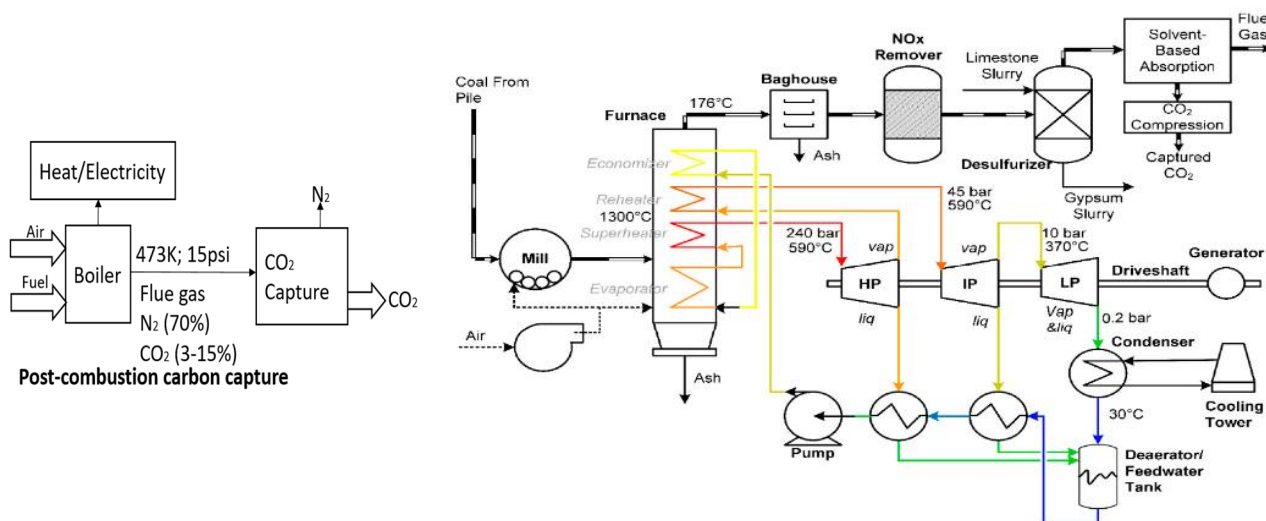 Heat/Electricity
N₂
Air
Fuel
Boiler
473K; 15psi
Flue gas
N₂ (70%)
CO₂ (3-15%)
CO₂
Capture
CO₂
Post-combustion carbon capture
Coal From
Pile
Mill
Air
Furnace
1300°C
Economizer
Reheater
Superheater
Evaporator
Ash
176°C
Baghouse
Ash
NOx
Remover
Limestone
Slurry
Desulfurizer
Gypsum
Slurry
Solvent-
Based
Absorption
Flue
Gas
CO₂
Compression
Captured
CO₂
45 bar
590°C
240 bar
590°C
10 bar
370°C
vap
HP
liq
vap
IP
liq
LP
Vap
&liq
Driveshaft
Generator
0.2 bar
Condenser
Cooling
Tower
30°C
Deaerator/
Feedwater
Tank
Pump